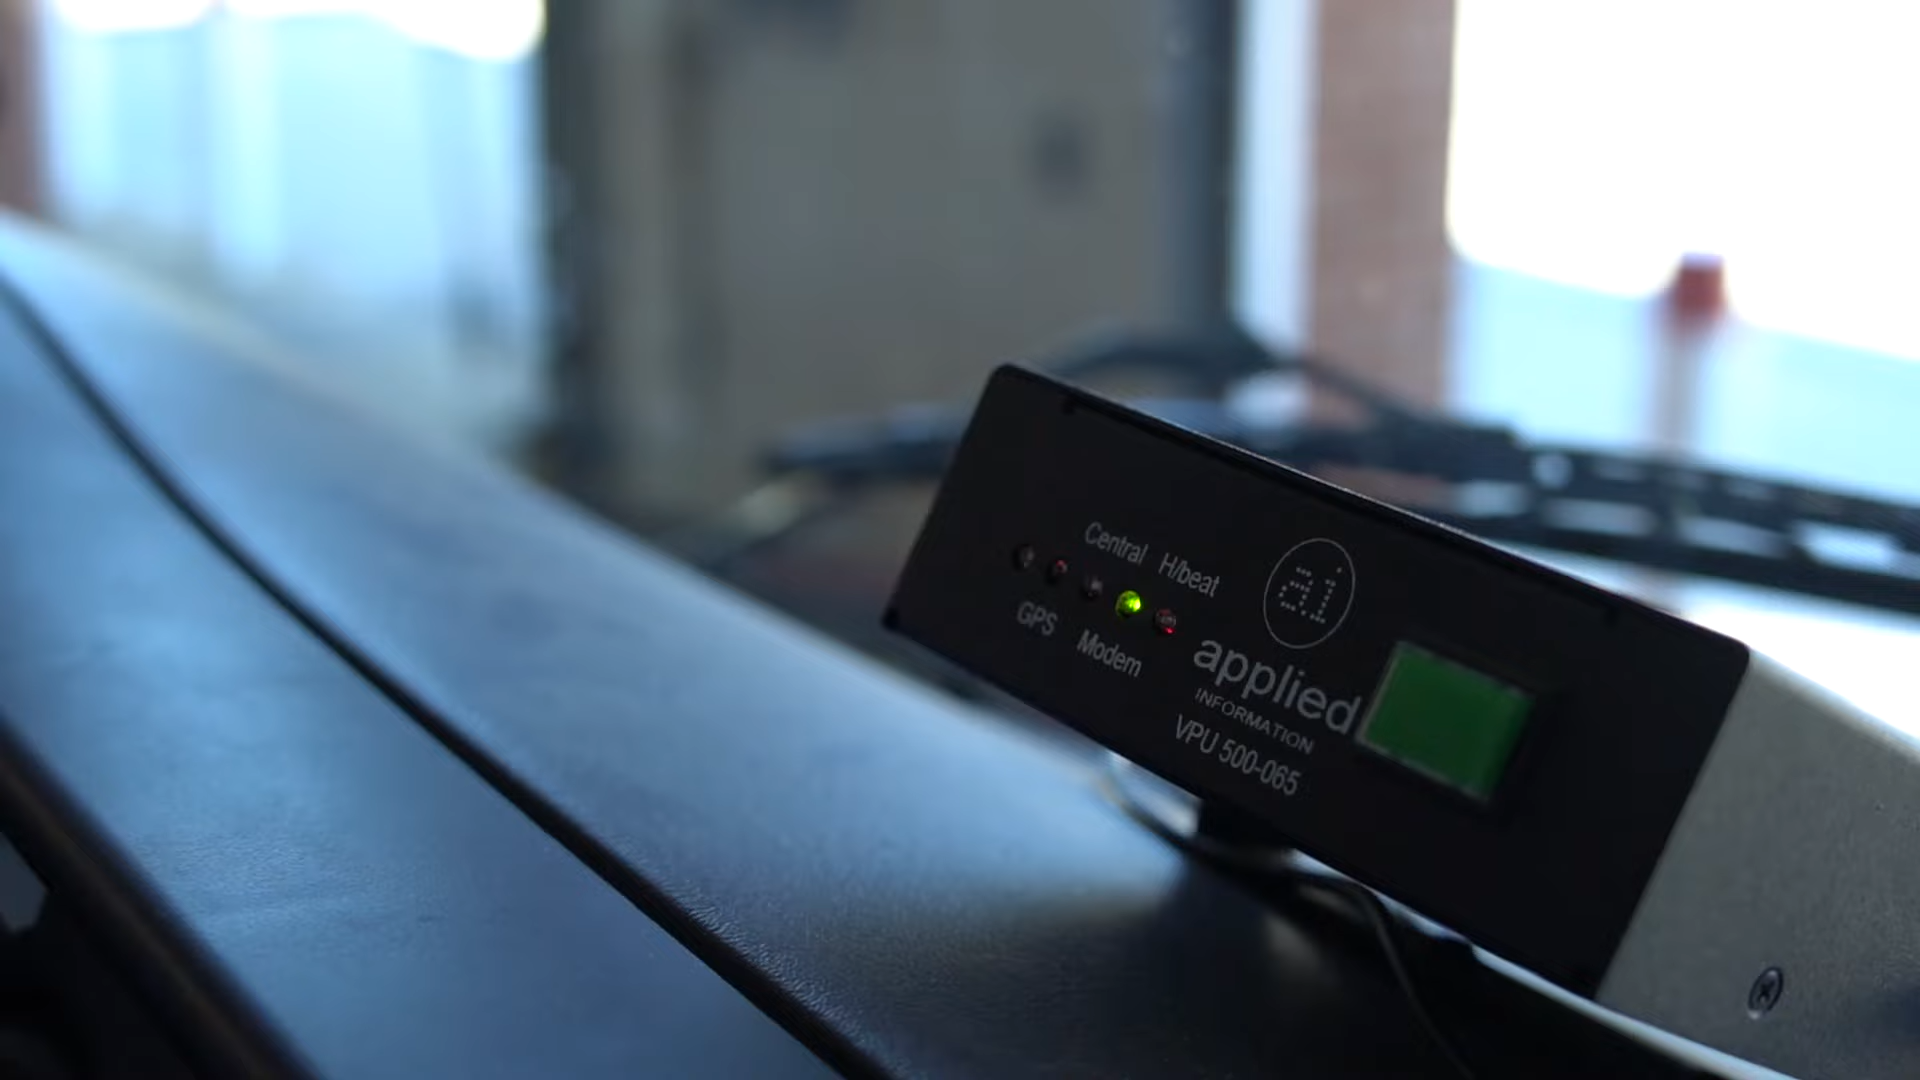 Central H/beat
GPS
Modem
ai
applied
INFORMATION
VPU 500-065